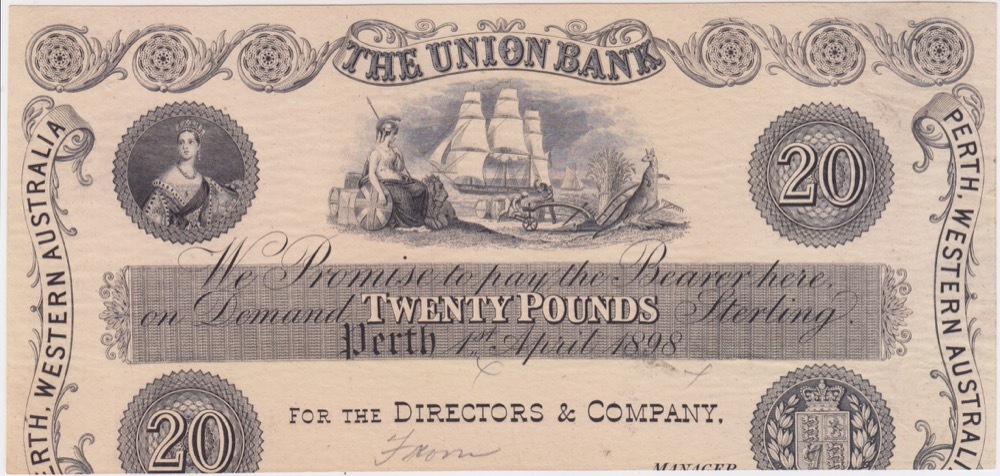 THE UNION BANK
PERTH, WESTERN AUSTRALIA
PERTH, WESTERN AUSTRALIA
20
We Promise to pay the Bearer here,
on Demand TWENTY POUNDS Sterling.
Perth 1st April 1898
20
FOR THE DIRECTORS & COMPANY,
From
MANAGER